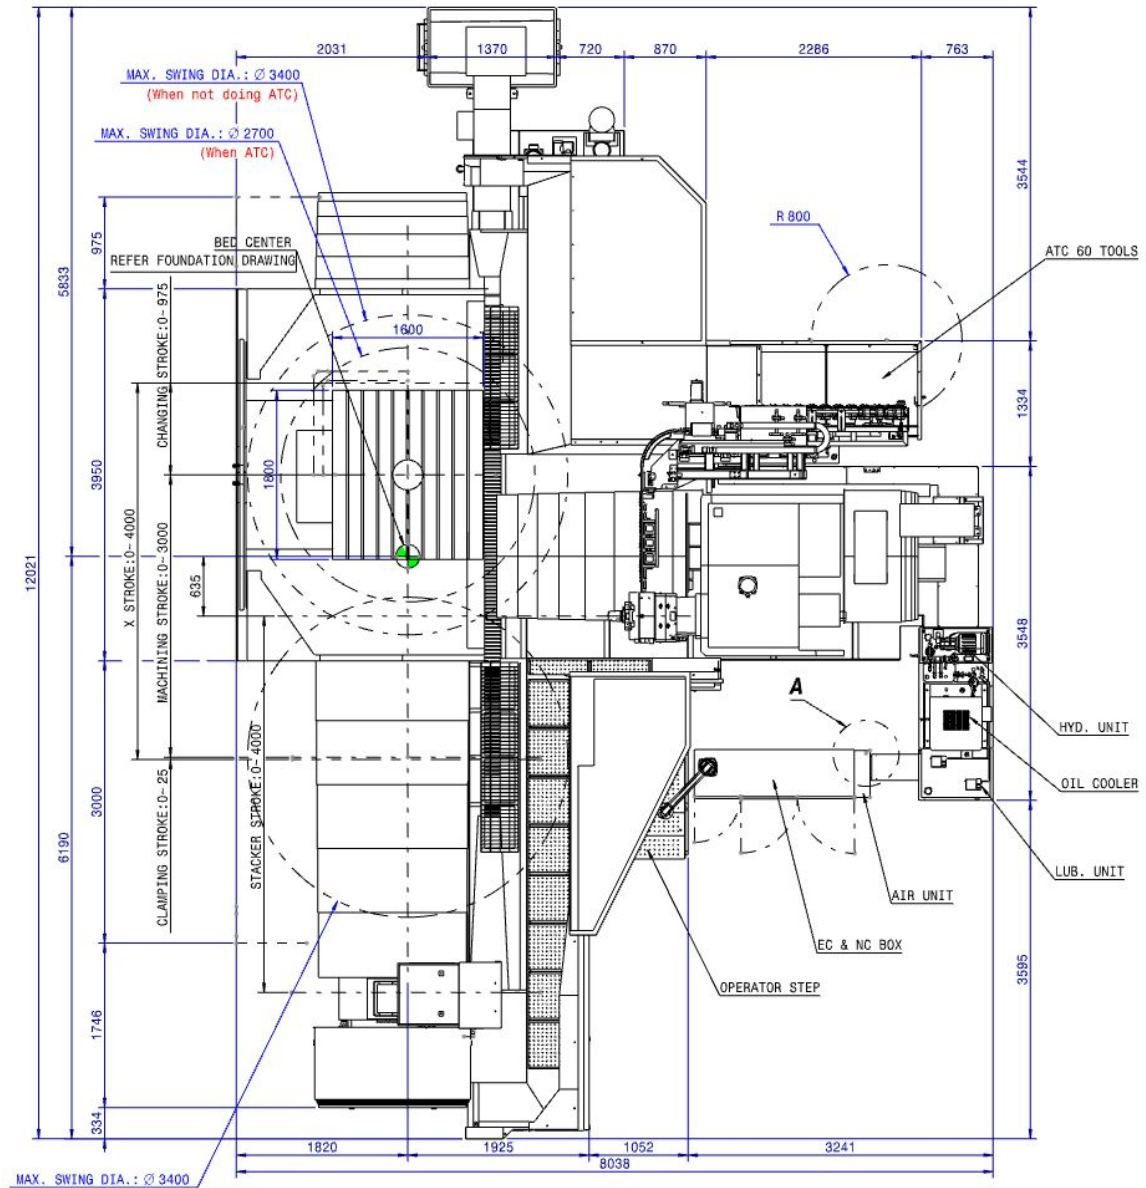 2031
1370
720
870
2286
763
MAX. SWING DIA.: Ø 3400
(When not doing ATC)
MAX. SWING DIA.: Ø 2700
(When ATC)
3544
R 800
975
BED CENTER
REFER FOUNDATION DRAWING
ATC 60 TOOLS
5833
CHANGING STROKE:0~975
1600
1334
3950
1800
X STROKE:0~4000
MACHINING STROKE:0~3000
12021
635
3548
A
HYD. UNIT
STACKER STROKE:0~4000
OIL COOLER
3000
CLAMPING STROKE:0~25
6190
LUB. UNIT
AIR UNIT
EC & NC BOX
OPERATOR STEP
3595
1746
334
1820
1925
1052
3241
8038
MAX. SWING DIA.: Ø 3400